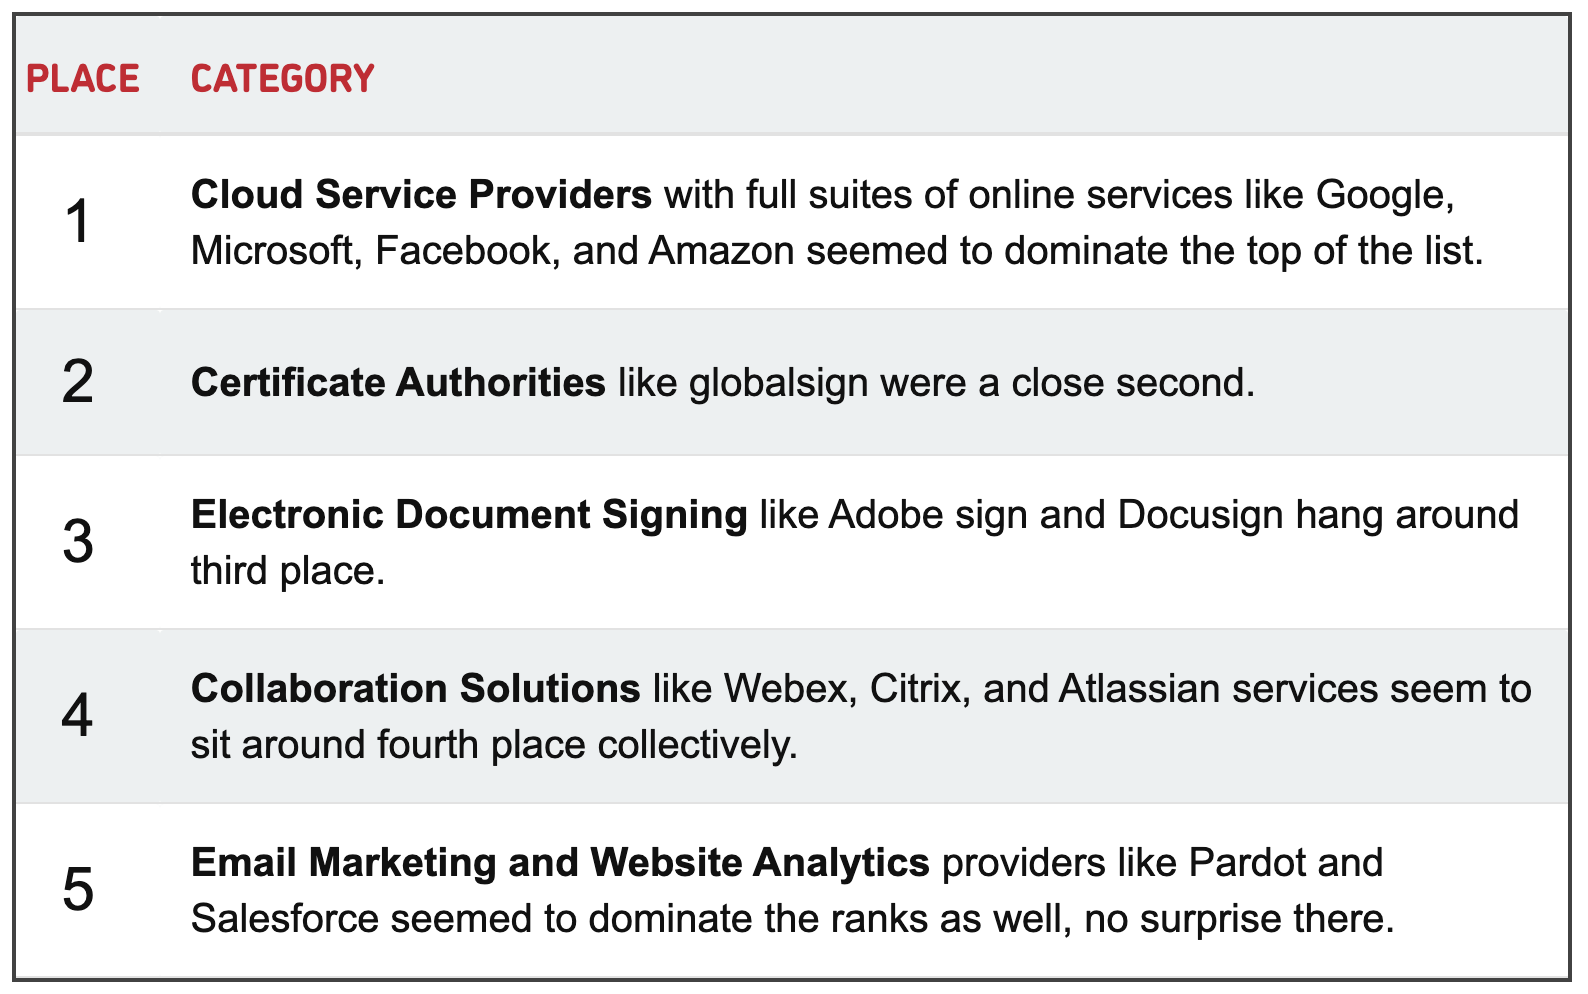 PLACE CATEGORY
1
Cloud Service Providers with full suites of online services like Google,
Microsoft, Facebook, and Amazon seemed to dominate the top of the list.
2
Certificate Authorities like globalsign were a close second.
3
Electronic Document Signing like Adobe sign and Docusign hang around
third place.
4
Collaboration Solutions like Webex, Citrix, and Atlassian services seem to
sit around fourth place collectively.
5
Email Marketing and Website Analytics providers like Pardot and
Salesforce seemed to dominate the ranks as well, no surprise there.